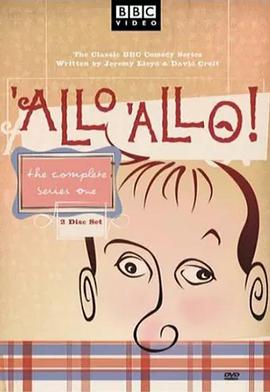 BBC
VIDEO
The Classic BBC Comedy Series
Written by Jeremy Lloyd & David Croft
'ALLO 'ALLO!
the complete
series one
2 Disc Set
DVD